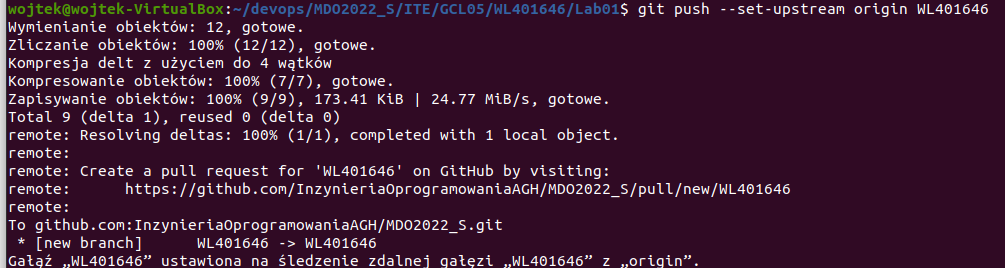 wojtek@wojtek-VirtualBox:~/devops/MDO2022_S/ITE/GCL05/WL401646/Lab01$ git push --set-upstream origin WL401646
Wymienianie obiektów: 12, gotowe.
Zliczanie obiektów: 100% (12/12), gotowe.
Kompresja delt z użyciem do 4 wątków
Kompresowanie obiektów: 100% (7/7), gotowe.
Zapisywanie obiektów: 100% (9/9), 173.41 KiB | 24.77 MiB/s, gotowe.
Total 9 (delta 1), reused 0 (delta 0)
remote: Resolving deltas: 100% (1/1), completed with 1 local object.
remote:
remote: Create a pull request for 'WL401646' on GitHub by visiting:
remote:      https://github.com/InzynieriaOprogramowaniaAGH/MDO2022_S/pull/new/WL401646
remote:
To github.com:InzynieriaOprogramowaniaAGH/MDO2022_S.git
 * [new branch]      WL401646 -> WL401646
Gałąź „WL401646” ustawiona na śledzenie zdalnej gałęzi „WL401646” z „origin”.